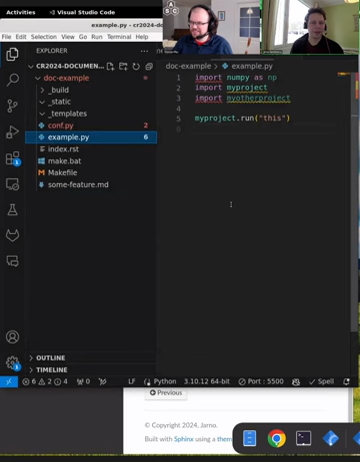 Activities
Visual Studio Code
example.py
File Edit Selection View Go Run Terminal Help
A
S C
EXPLORER
CR2024-DOCUMEN...
doc-example
_build
_static
_templates
conf.py 2
example.py 6
index.rst
make.bat
Makefile
some-feature.md
doc-example > example.py
1 import numpy as np
2 import myproject
3 import myotherproject
4
5 myproject.run("this")
6
1
1
OUTLINE
TIMELINE
6 2 4 0 LF Python 3.10.12 64-bit Port : 5500 Spell
Previous
© Copyright 2024, Jarno.
Built with Sphinx using a them